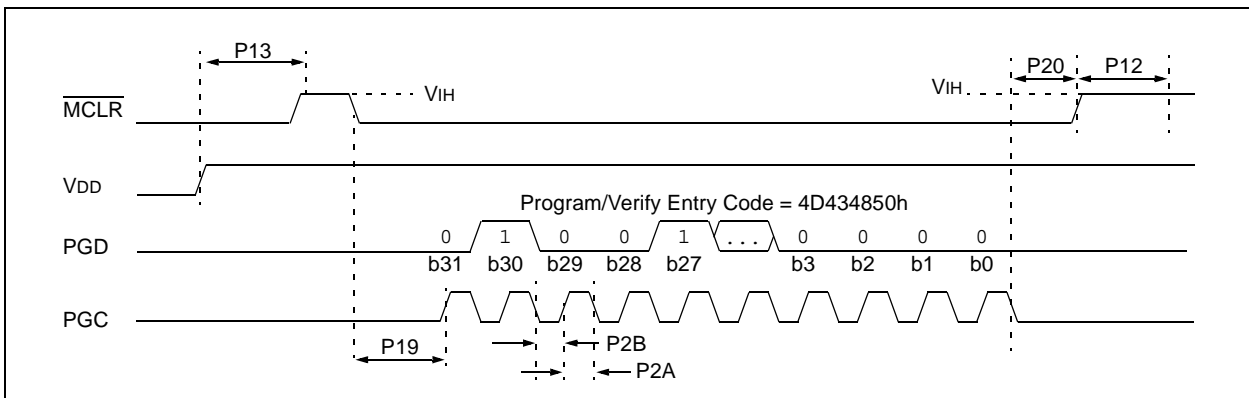 P13
P20 P12
VIH
VIH
MCLR
VDD
Program/Verify Entry Code = 4D434850h
0 1 0 0 1 ... 0 0 0 0
PGD
b31 b30 b29 b28 b27 b3 b2 b1 b0
PGC
P19
P2B
P2A